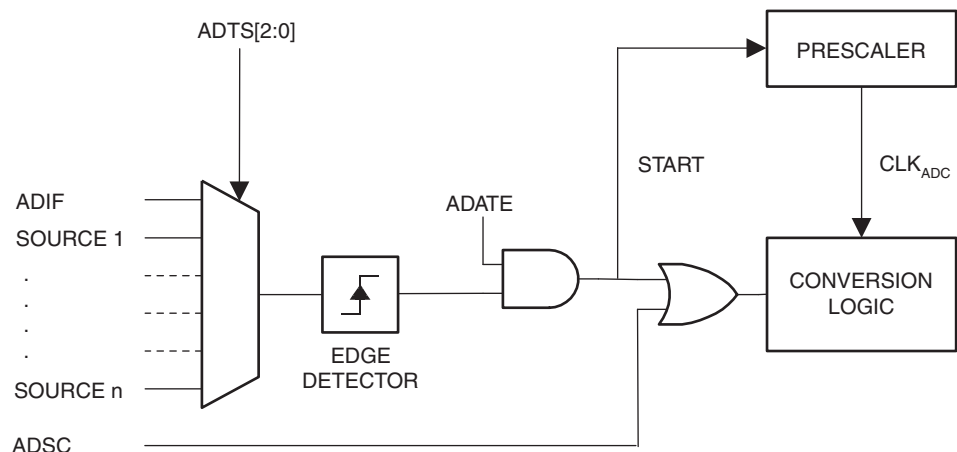 ADTS[2:0]
PRESCALER
START
CLKADC
ADIF
ADATE
SOURCE 1
.
.
.
.
CONVERSION
LOGIC
EDGE
DETECTOR
SOURCE n
ADSC